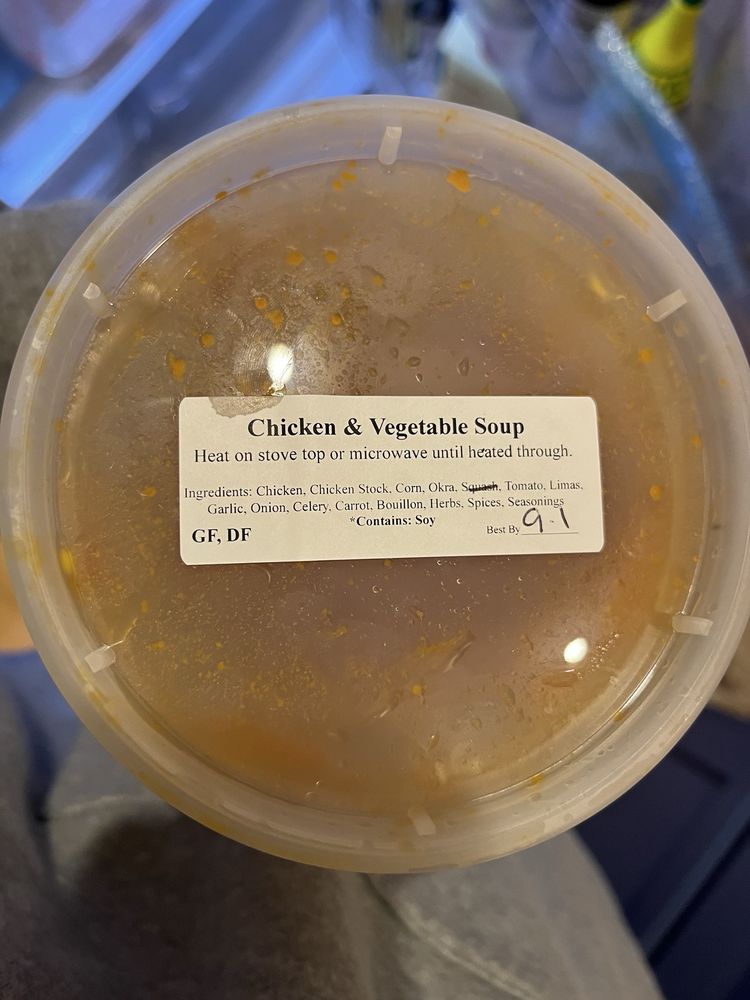 Chicken & Vegetable Soup
Heat on stove top or microwave until heated through.
Ingredients: Chicken, Chicken Stock, Corn, Okra, Squash, Tomato, Limas,
Garlic, Onion, Celery, Carrot, Bouillon, Herbs, Spices, Seasonings
*Contains: Soy
GF, DF
Best By 9.1